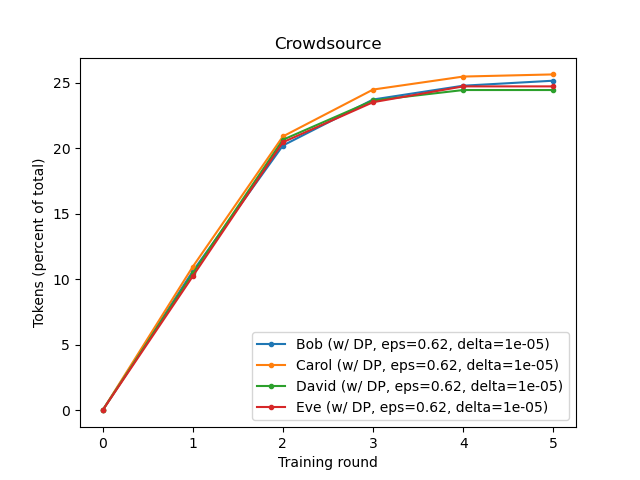 Crowdsource
Tokens (percent of total)
25
20
15
10
5
0
Bob (w/ DP, eps=0.62, delta=1e-05)
Carol (w/ DP, eps=0.62, delta=1e-05)
David (w/ DP, eps=0.62, delta=1e-05)
Eve (w/ DP, eps=0.62, delta=1e-05)
0 1 2 3 4 5
Training round